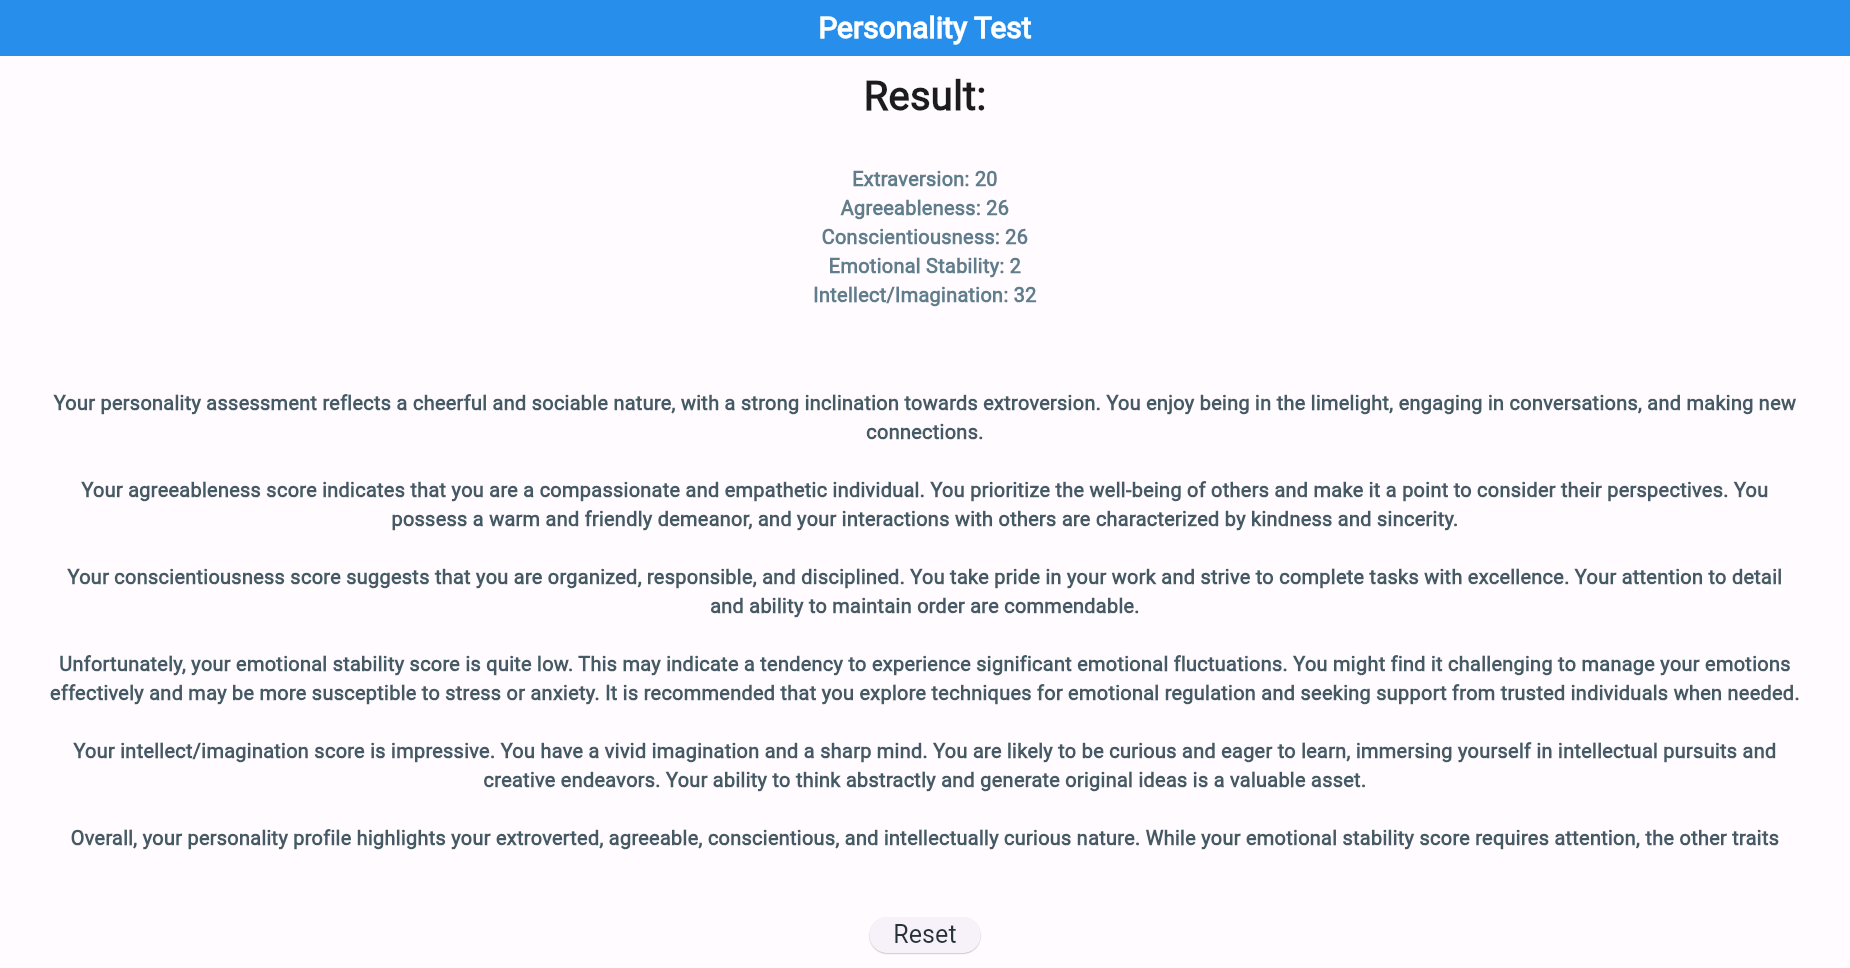 Personality Test
Result:
Extraversion: 20
Agreeableness: 26
Conscientiousness: 26
Emotional Stability: 2
Intellect/Imagination: 32
Your personality assessment reflects a cheerful and sociable nature, with a strong inclination towards extroversion. You enjoy being in the limelight, engaging in conversations, and making new
connections.
Your agreeableness score indicates that you are a compassionate and empathetic individual. You prioritize the well-being of others and make it a point to consider their perspectives. You
possess a warm and friendly demeanor, and your interactions with others are characterized by kindness and sincerity.
Your conscientiousness score suggests that you are organized, responsible, and disciplined. You take pride in your work and strive to complete tasks with excellence. Your attention to detail
and ability to maintain order are commendable.
Unfortunately, your emotional stability score is quite low. This may indicate a tendency to experience significant emotional fluctuations. You might find it challenging to manage your emotions
effectively and may be more susceptible to stress or anxiety. It is recommended that you explore techniques for emotional regulation and seeking support from trusted individuals when needed.
Your intellect/imagination score is impressive. You have a vivid imagination and a sharp mind. You are likely to be curious and eager to learn, immersing yourself in intellectual pursuits and
creative endeavors. Your ability to think abstractly and generate original ideas is a valuable asset.
Overall, your personality profile highlights your extroverted, agreeable, conscientious, and intellectually curious nature. While your emotional stability score requires attention, the other traits
Reset